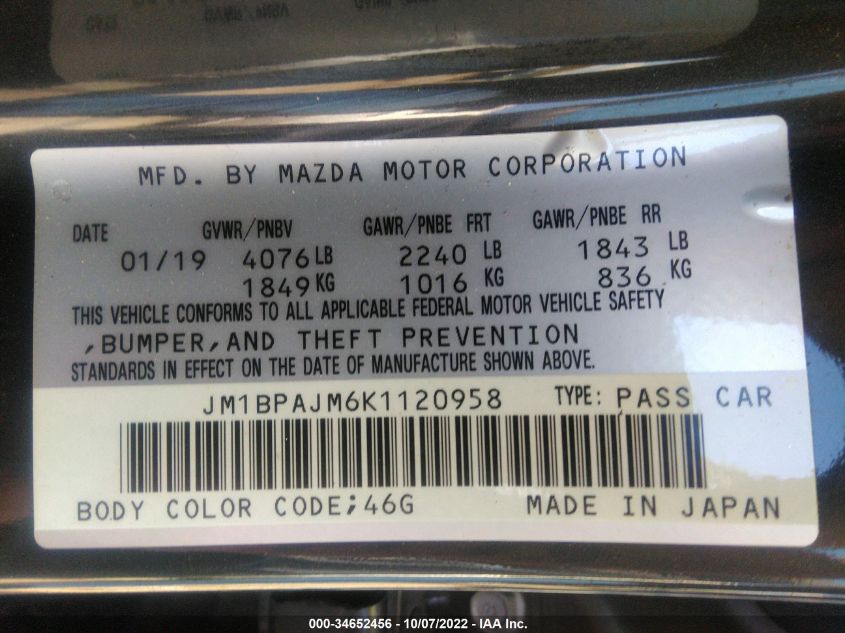 MFD. BY MAZDA MOTOR CORPORATION
DATE GVWR/PNBV GAWR/PNBE FRT GAWR/PNBE RR
01/19 4076 LB 2240 LB 1843 LB
1849 KG 1016 KG 836 KG
THIS VEHICLE CONFORMS TO ALL APPLICABLE FEDERAL MOTOR VEHICLE SAFETY
,BUMPER,AND THEFT PREVENTION
STANDARDS IN EFFECT ON THE DATE OF MANUFACTURE SHOWN ABOVE.
JM1BPAJM6K1120958 TYPE: PASS CAR
BODY COLOR CODE;46G MADE IN JAPAN
000-34652456 - 10/07/2022 - IAA Inc.